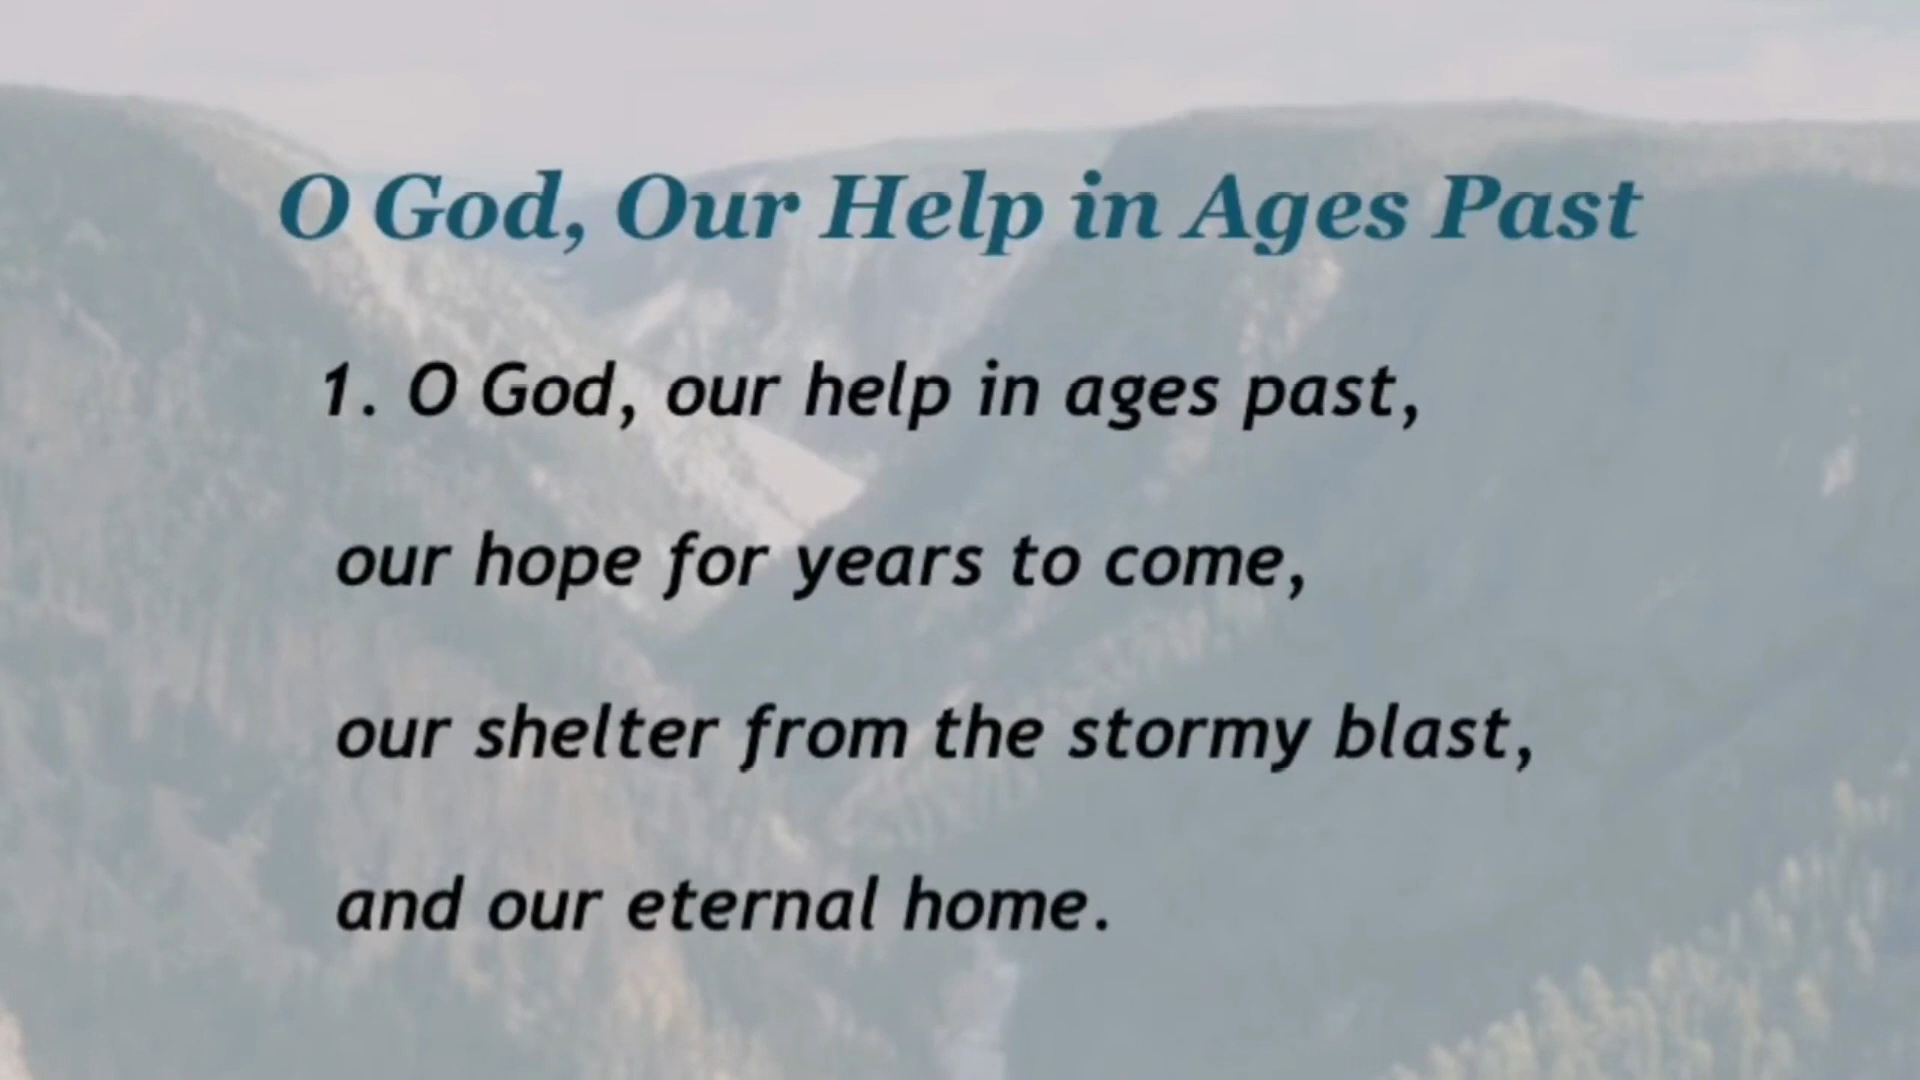 O God, Our Help in Ages Past
1. O God, our help in ages past,
our hope for years to come,
our shelter from the stormy blast,
and our eternal home.